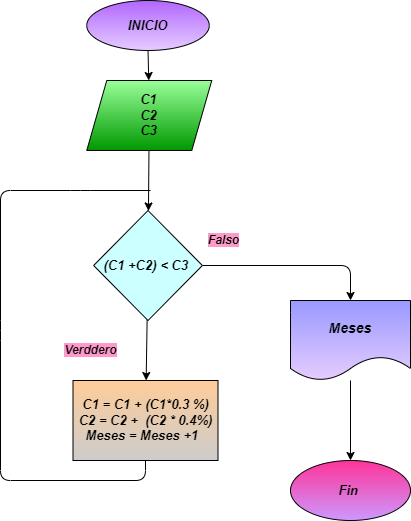 INICIO
C1
C2
C3
(C1 +C2) < C3
Falso
Verddero
C1 = C1 + (C1*0.3 %)
C2 = C2 + (C2 * 0.4%)
Meses = Meses +1
Meses
Fin